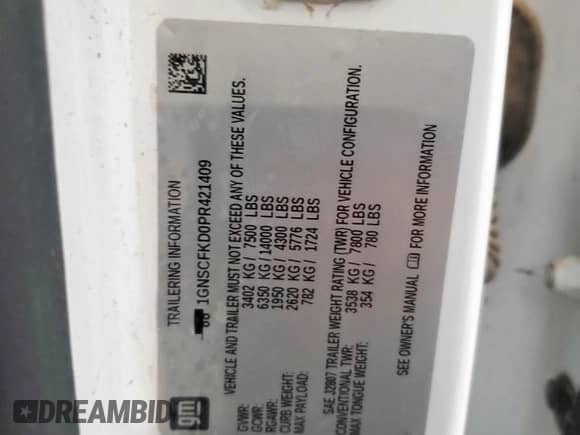 TRAILERING INFORMATION
1GNSCFKD0PR421409
VEHICLE AND TRAILER MUST NOT EXCEED ANY OF THESE VALUES.
GVWR: 3402 KG / 7500 LBS
GCWR: 6350 KG / 14000 LBS
RGAWR: 1950 KG / 4300 LBS
CURB WEIGHT: 2620 KG / 5776 LBS
MAX PAYLOAD: 782 KG / 1724 LBS
SAE J2807 TRAILER WEIGHT RATING (TWR) FOR VEHICLE CONFIGURATION.
CONVENTIONAL TWR: 3538 KG / 7800 LBS
MAX TONGUE WEIGHT: 354 KG / 780 LBS
SEE OWNER'S MANUAL FOR MORE INFORMATION
gm
DREAMBID.COM